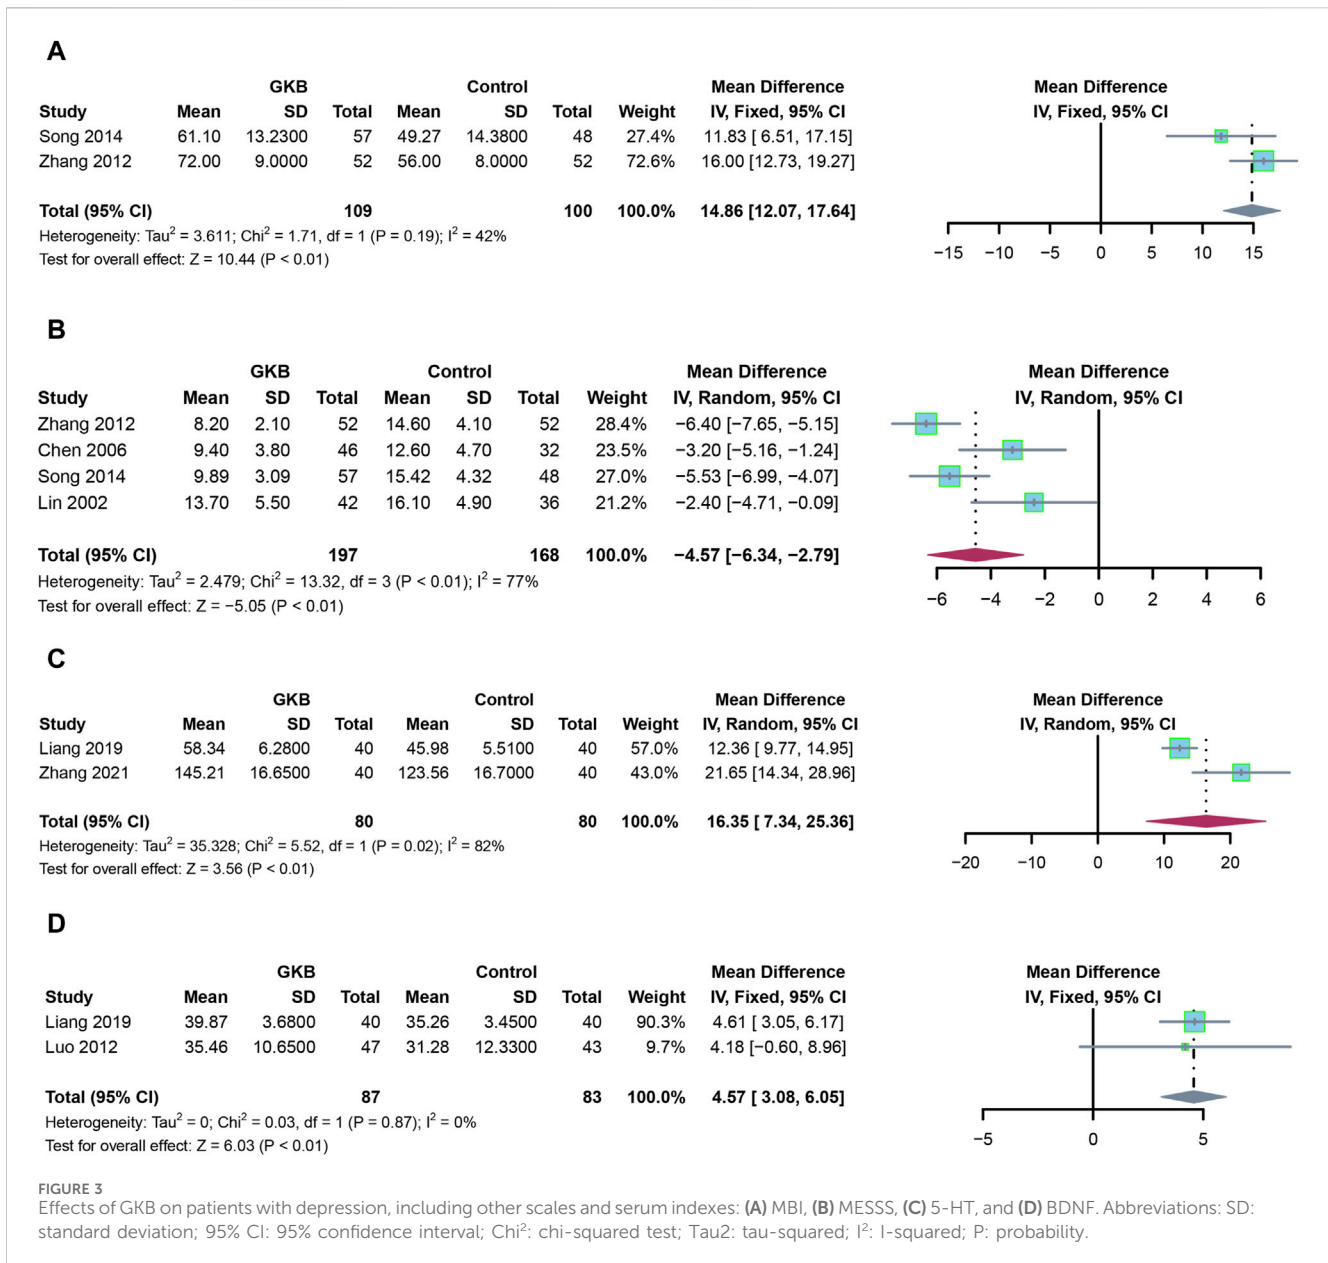 A
GKB Control Mean Difference Mean Difference
Study Mean SD Total Mean SD Total Weight IV, Fixed, 95% CI IV, Fixed, 95% CI
Song 2014 61.10 13.2300 57 49.27 14.3800 48 27.4% 11.83 [ 6.51, 17.15]
Zhang 2012 72.00 9.0000 52 56.00 8.0000 52 72.6% 16.00 [12.73, 19.27]
Total (95% CI) 109 100 100.0% 14.86 [12.07, 17.64]
Heterogeneity: Tau² = 3.611; Chi² = 1.71, df = 1 (P = 0.19); I² = 42%
Test for overall effect: Z = 10.44 (P < 0.01)
−15 −10 −5 0 5 10 15
B
GKB Control Mean Difference Mean Difference
Study Mean SD Total Mean SD Total Weight IV, Random, 95% CI IV, Random, 95% CI
Zhang 2012 8.20 2.10 52 14.60 4.10 52 28.4% −6.40 [−7.65, −5.15]
Chen 2006 9.40 3.80 46 12.60 4.70 32 23.5% −3.20 [−5.16, −1.24]
Song 2014 9.89 3.09 57 15.42 4.32 48 27.0% −5.53 [−6.99, −4.07]
Lin 2002 13.70 5.50 42 16.10 4.90 36 21.2% −2.40 [−4.71, −0.09]
Total (95% CI) 197 168 100.0% −4.57 [−6.34, −2.79]
Heterogeneity: Tau² = 2.479; Chi² = 13.32, df = 3 (P < 0.01); I² = 77%
Test for overall effect: Z = −5.05 (P < 0.01)
−6 −4 −2 0 2 4 6
C
GKB Control Mean Difference Mean Difference
Study Mean SD Total Mean SD Total Weight IV, Random, 95% CI IV, Random, 95% CI
Liang 2019 58.34 6.2800 40 45.98 5.5100 40 57.0% 12.36 [ 9.77, 14.95]
Zhang 2021 145.21 16.6500 40 123.56 16.7000 40 43.0% 21.65 [14.34, 28.96]
Total (95% CI) 80 80 100.0% 16.35 [ 7.34, 25.36]
Heterogeneity: Tau² = 35.328; Chi² = 5.52, df = 1 (P = 0.02); I² = 82%
Test for overall effect: Z = 3.56 (P < 0.01)
−20 −10 0 10 20
D
GKB Control Mean Difference Mean Difference
Study Mean SD Total Mean SD Total Weight IV, Fixed, 95% CI IV, Fixed, 95% CI
Liang 2019 39.87 3.6800 40 35.26 3.4500 40 90.3% 4.61 [ 3.05, 6.17]
Luo 2012 35.46 10.6500 47 31.28 12.3300 43 9.7% 4.18 [−0.60, 8.96]
Total (95% CI) 87 83 100.0% 4.57 [ 3.08, 6.05]
Heterogeneity: Tau² = 0; Chi² = 0.03, df = 1 (P = 0.87); I² = 0%
Test for overall effect: Z = 6.03 (P < 0.01)
−5 0 5
FIGURE 3
Effects of GKB on patients with depression, including other scales and serum indexes: (A) MBI, (B) MESSS, (C) 5-HT, and (D) BDNF. Abbreviations: SD:
standard deviation; 95% CI: 95% confidence interval; Chi²: chi-squared test; Tau2: tau-squared; I²: I-squared; P: probability.